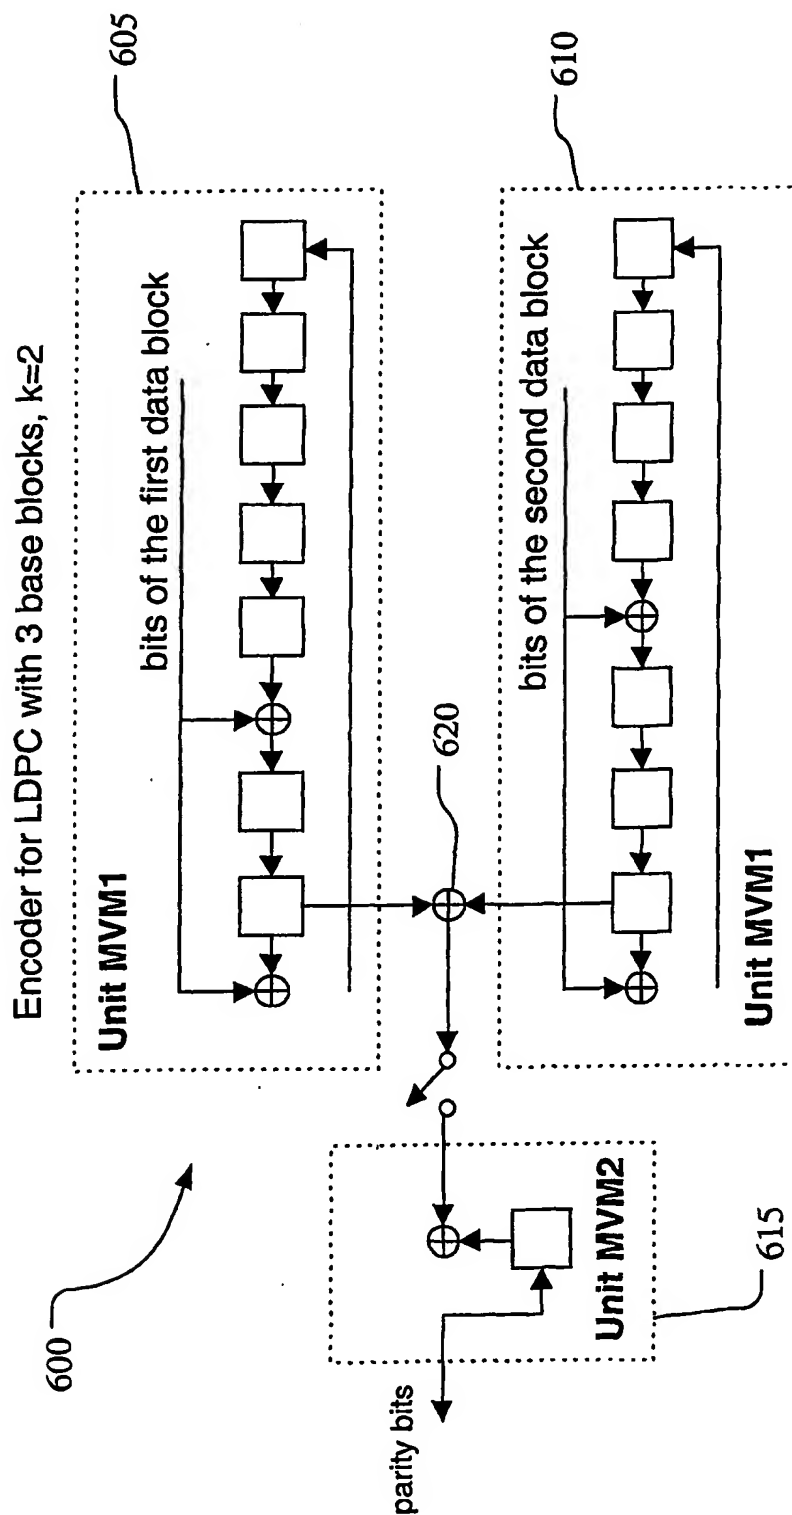 Encoder for LDPC with 3 base blocks, k=2
600
605
Unit MVM1
bits of the first data block
parity bits
Unit MVM2
615
620
610
bits of the second data block
Unit MVM1